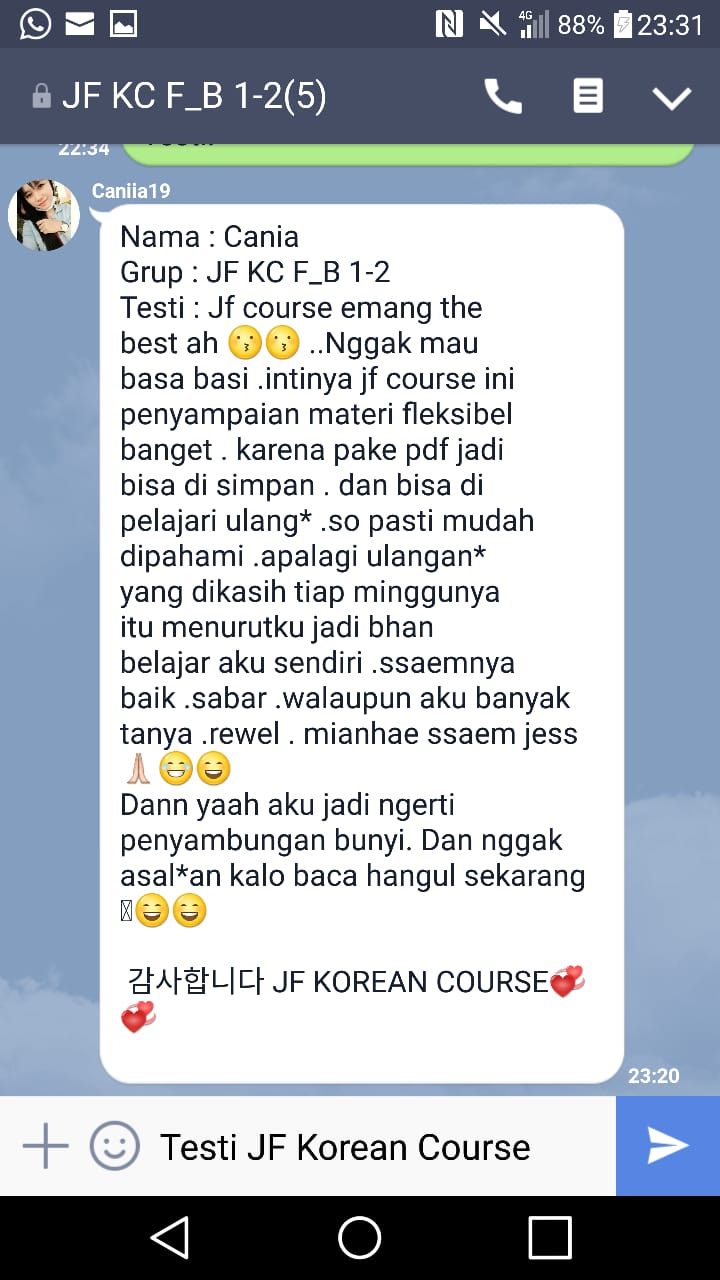 4G 88% 23:31
JF KC F_B 1-2(5)
22:34
Caniia19
Nama : Cania
Grup : JF KC F_B 1-2
Testi : Jf course emang the
best ah 😗😗 ..Nggak mau
basa basi .intinya jf course ini
penyampaian materi fleksibel
banget . karena pake pdf jadi
bisa di simpan . dan bisa di
pelajari ulang* .so pasti mudah
dipahami .apalagi ulangan*
yang dikasih tiap minggunya
itu menurutku jadi bhan
belajar aku sendiri .ssaemnya
baik .sabar .walaupun aku banyak
tanya .rewel . mianhae ssaem jess
🙏😂😄
Dann yaah aku jadi ngerti
penyambungan bunyi. Dan nggak
asal*an kalo baca hangul sekarang
😄😄
감사합니다 JF KOREAN COURSE💞
💞
23:20
Testi JF Korean Course